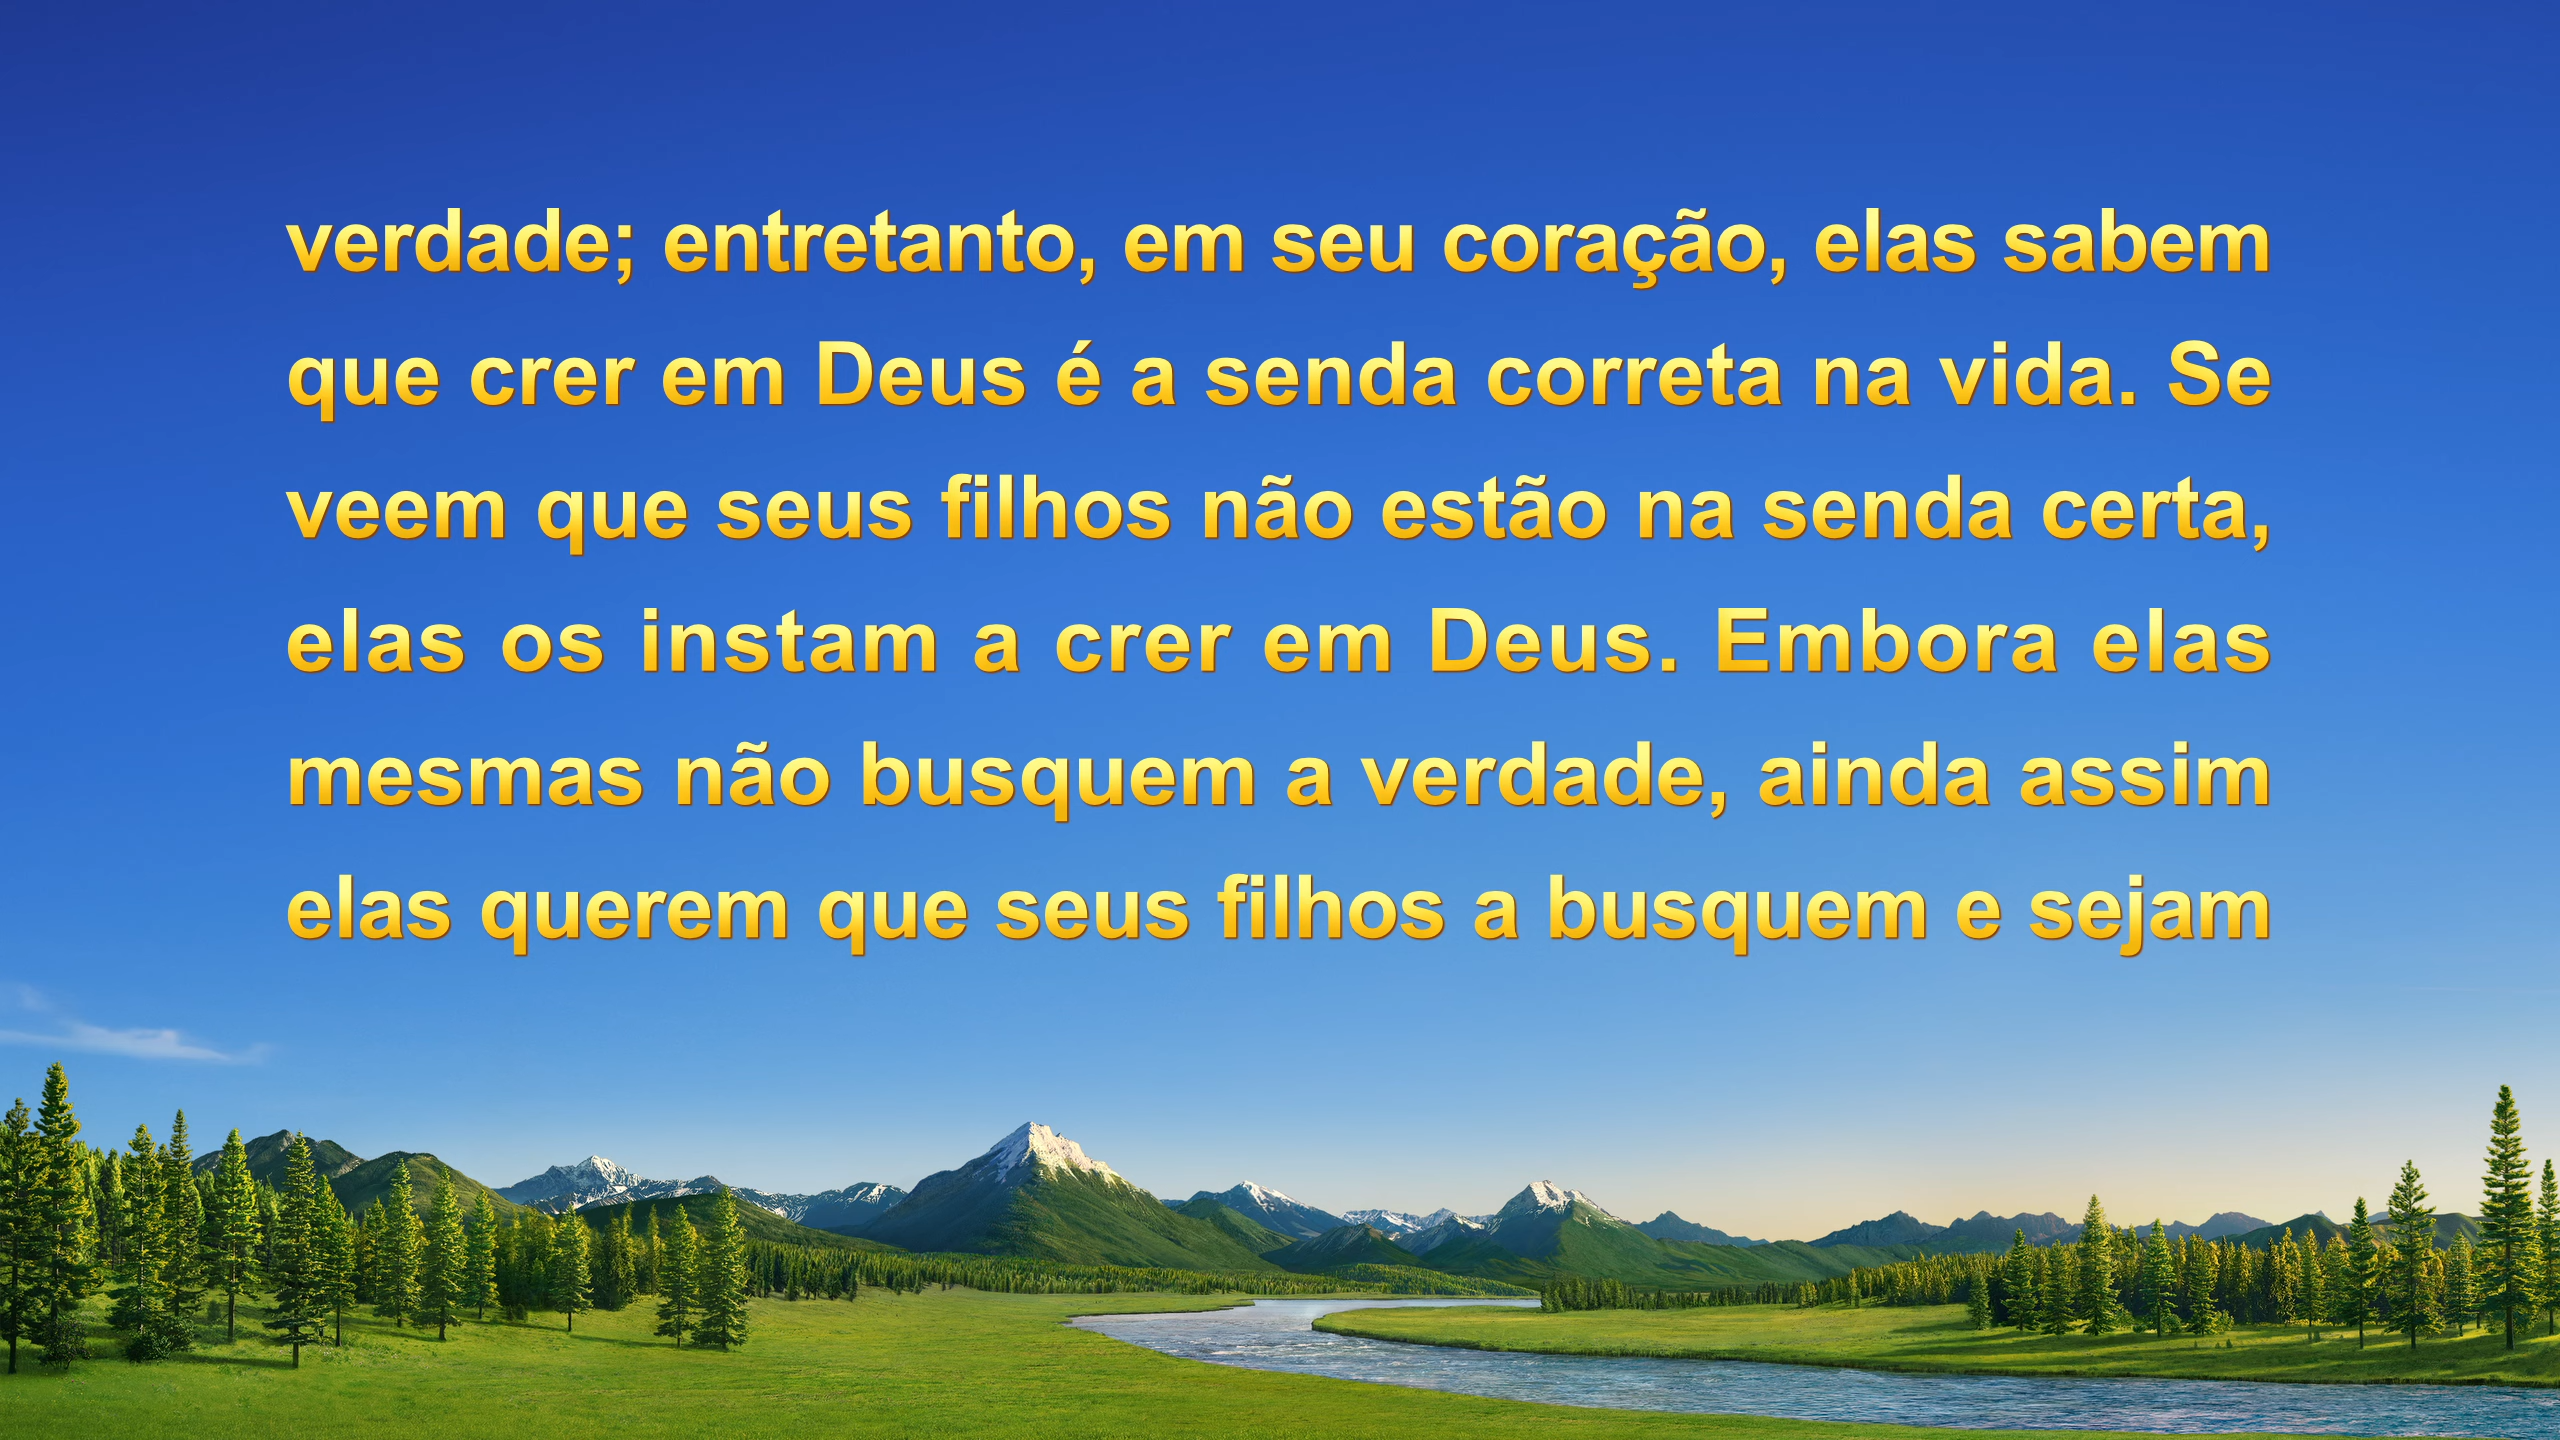 verdade; entretanto, em seu coração, elas sabem
que crer em Deus é a senda correta na vida. Se
veem que seus filhos não estão na senda certa,
elas os instam a crer em Deus. Embora elas
mesmas não busquem a verdade, ainda assim
elas querem que seus filhos a busquem e sejam